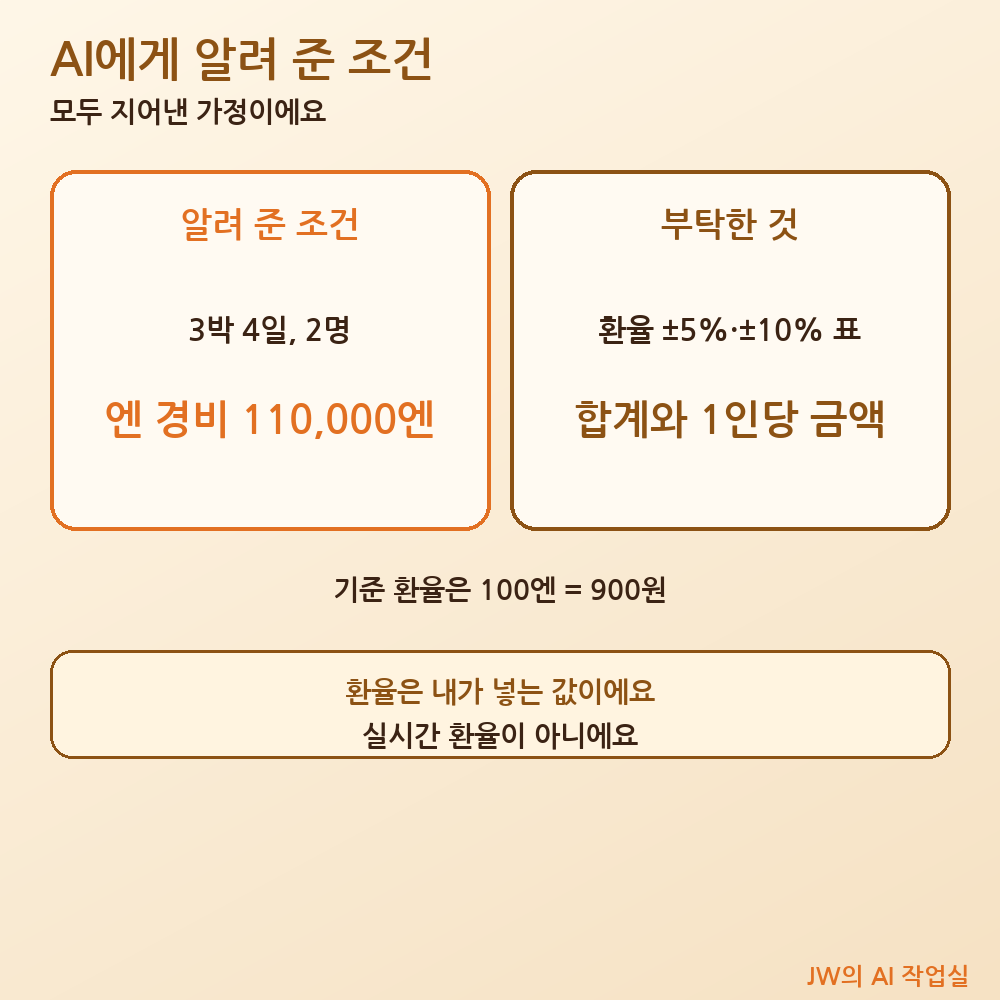 AI에게 알려 준 조건
모두 지어낸 가정이에요
알려 준 조건
3박 4일, 2명
엔 경비 110,000엔
부탁한 것
환율 ±5%·±10% 표
합계와 1인당 금액
기준 환율은 100엔 = 900원
환율은 내가 넣는 값이에요
실시간 환율이 아니에요
JW의 AI 작업실